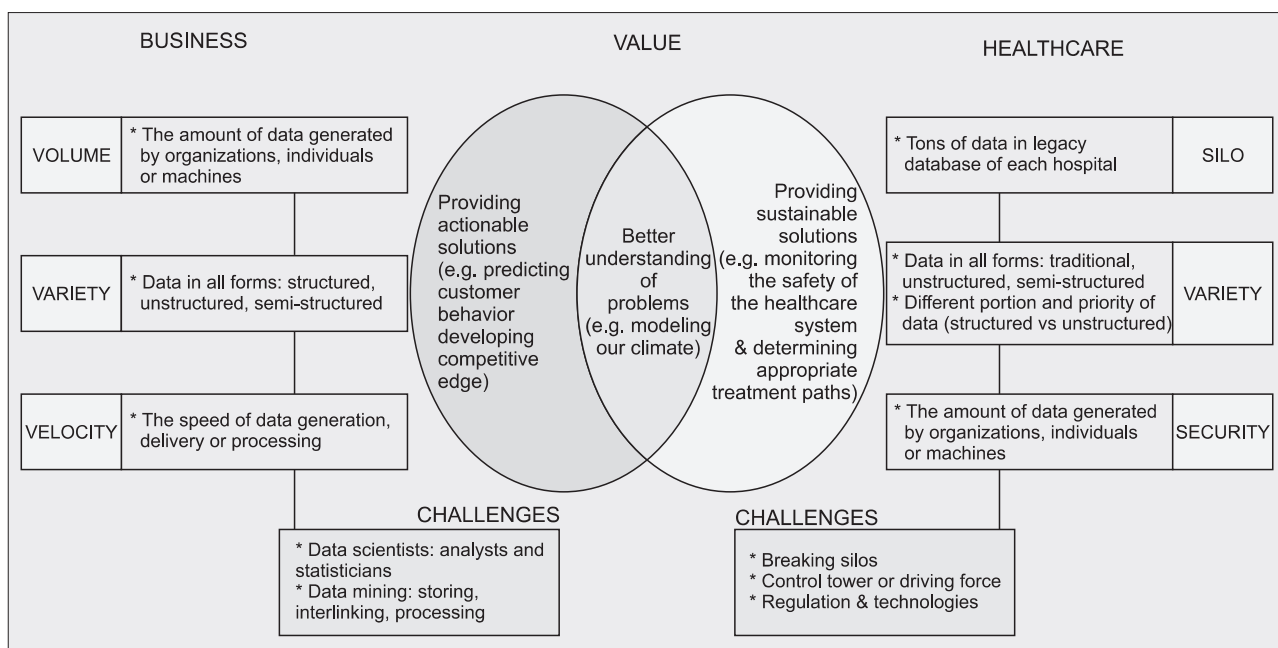 BUSINESS
VALUE
HEALTHCARE
VOLUME
* The amount of data generated
by organizations, individuals
or machines
VARIETY
* Data in all forms: structured,
unstructured, semi-structured
VELOCITY
* The speed of data generation,
delivery or processing
CHALLENGES
* Data scientists: analysts and
statisticians
* Data mining: storing,
interlinking, processing
Providing
actionable
solutions
(e.g. predicting
customer
behavior
developing
competitive
edge)
Better
understanding
of
problems
(e.g. modeling
our climate)
Providing
sustainable
solutions
(e.g. monitoring
the safety of
the healthcare
system
& determining
appropriate
treatment paths)
* Tons of data in legacy
database of each hospital
SILO
* Data in all forms: traditional,
unstructured, semi-structured
* Different portion and priority of
data (structured vs unstructured)
VARIETY
* The amount of data generated
by organizations, individuals
or machines
SECURITY
CHALLENGES
* Breaking silos
* Control tower or driving force
* Regulation & technologies